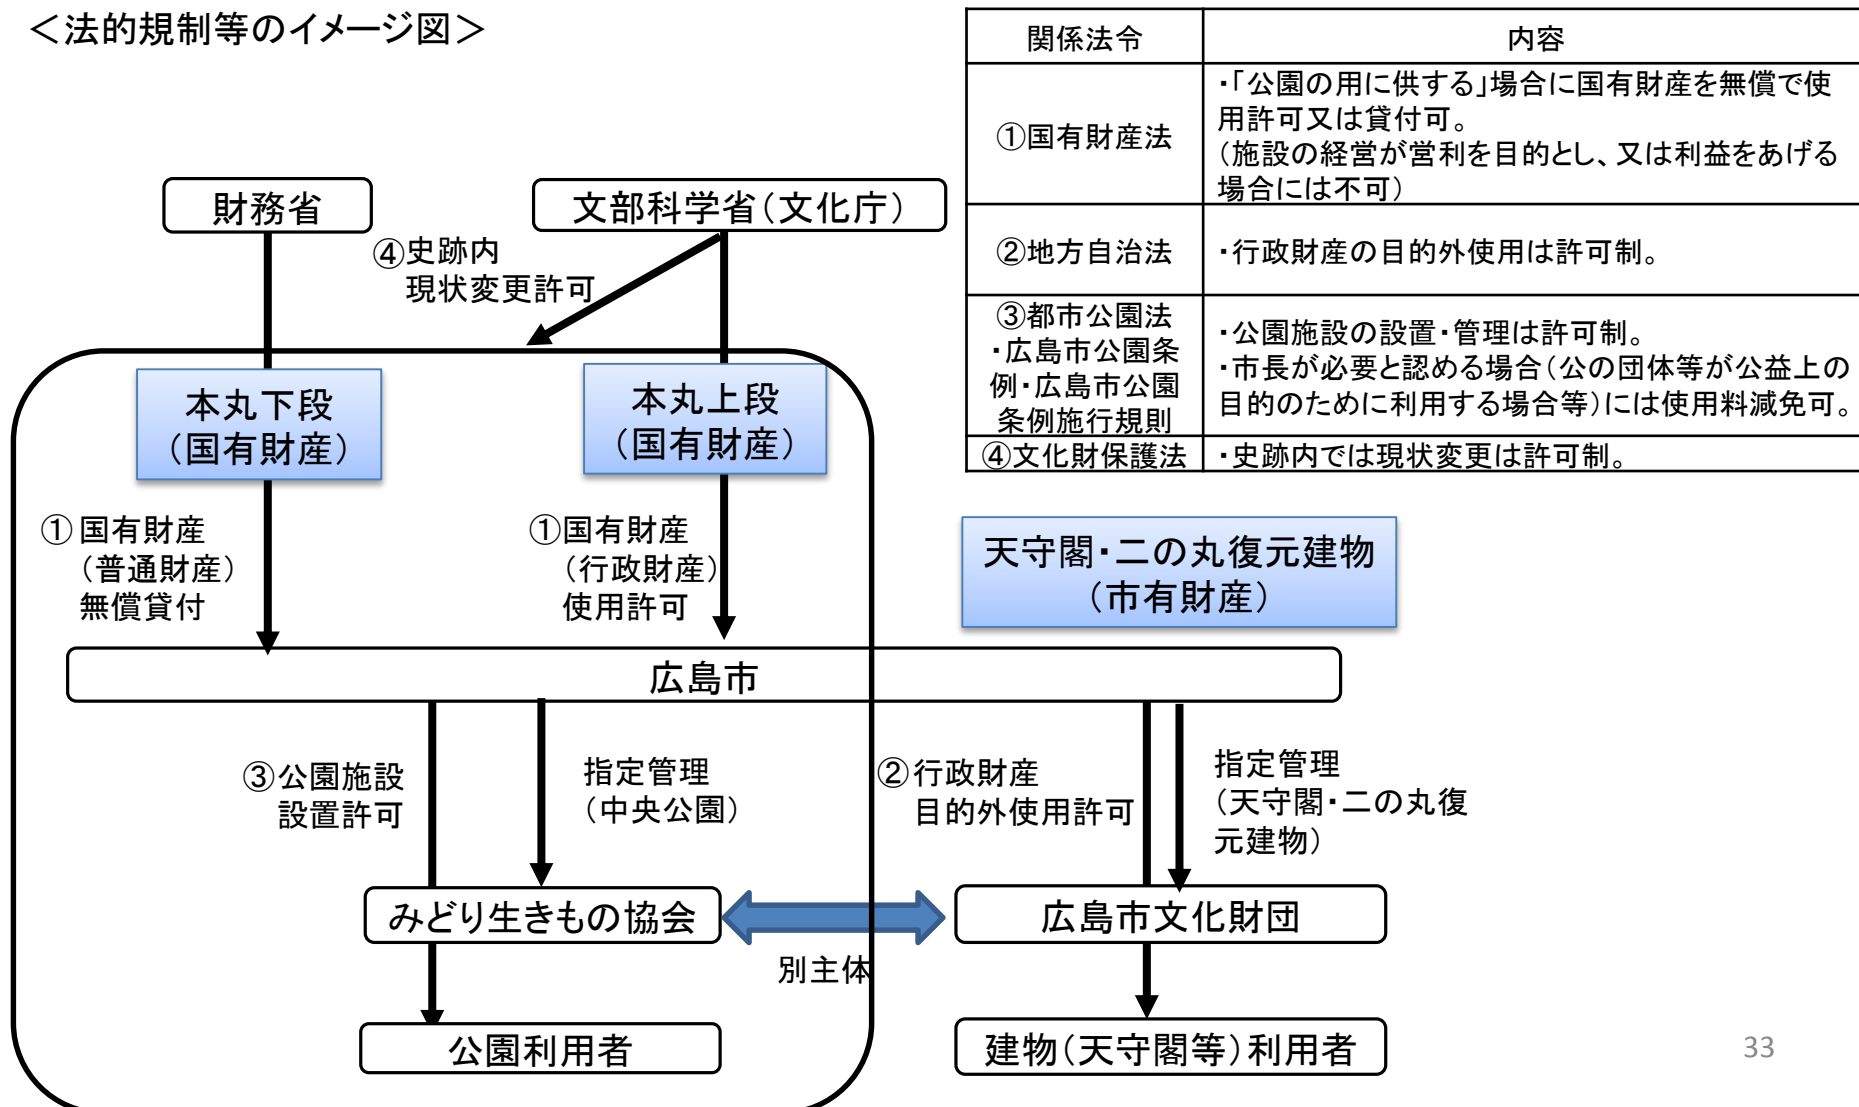 ＜法的規制等のイメージ図＞
関係法令
内容
①国有財産法
・「公園の用に供する」場合に国有財産を無償で使
用許可又は貸付可。
（施設の経営が営利を目的とし、又は利益をあげる
場合には不可）
②地方自治法
・行政財産の目的外使用は許可制。
③都市公園法
・広島市公園条
例・広島市公園
条例施行規則
・公園施設の設置・管理は許可制。
・市長が必要と認める場合（公の団体等が公益上の
目的のために利用する場合等）には使用料減免可。
④文化財保護法
・史跡内では現状変更は許可制。
財務省
文部科学省（文化庁）
④史跡内
現状変更許可
本丸下段
（国有財産）
本丸上段
（国有財産）
①国有財産
（普通財産）
無償貸付
①国有財産
（行政財産）
使用許可
天守閣・二の丸復元建物
（市有財産）
広島市
③公園施設
設置許可
指定管理
（中央公園）
②行政財産
目的外使用許可
指定管理
（天守閣・二の丸復
元建物）
みどり生きもの協会
広島市文化財団
別主体
公園利用者
建物（天守閣等）利用者
33